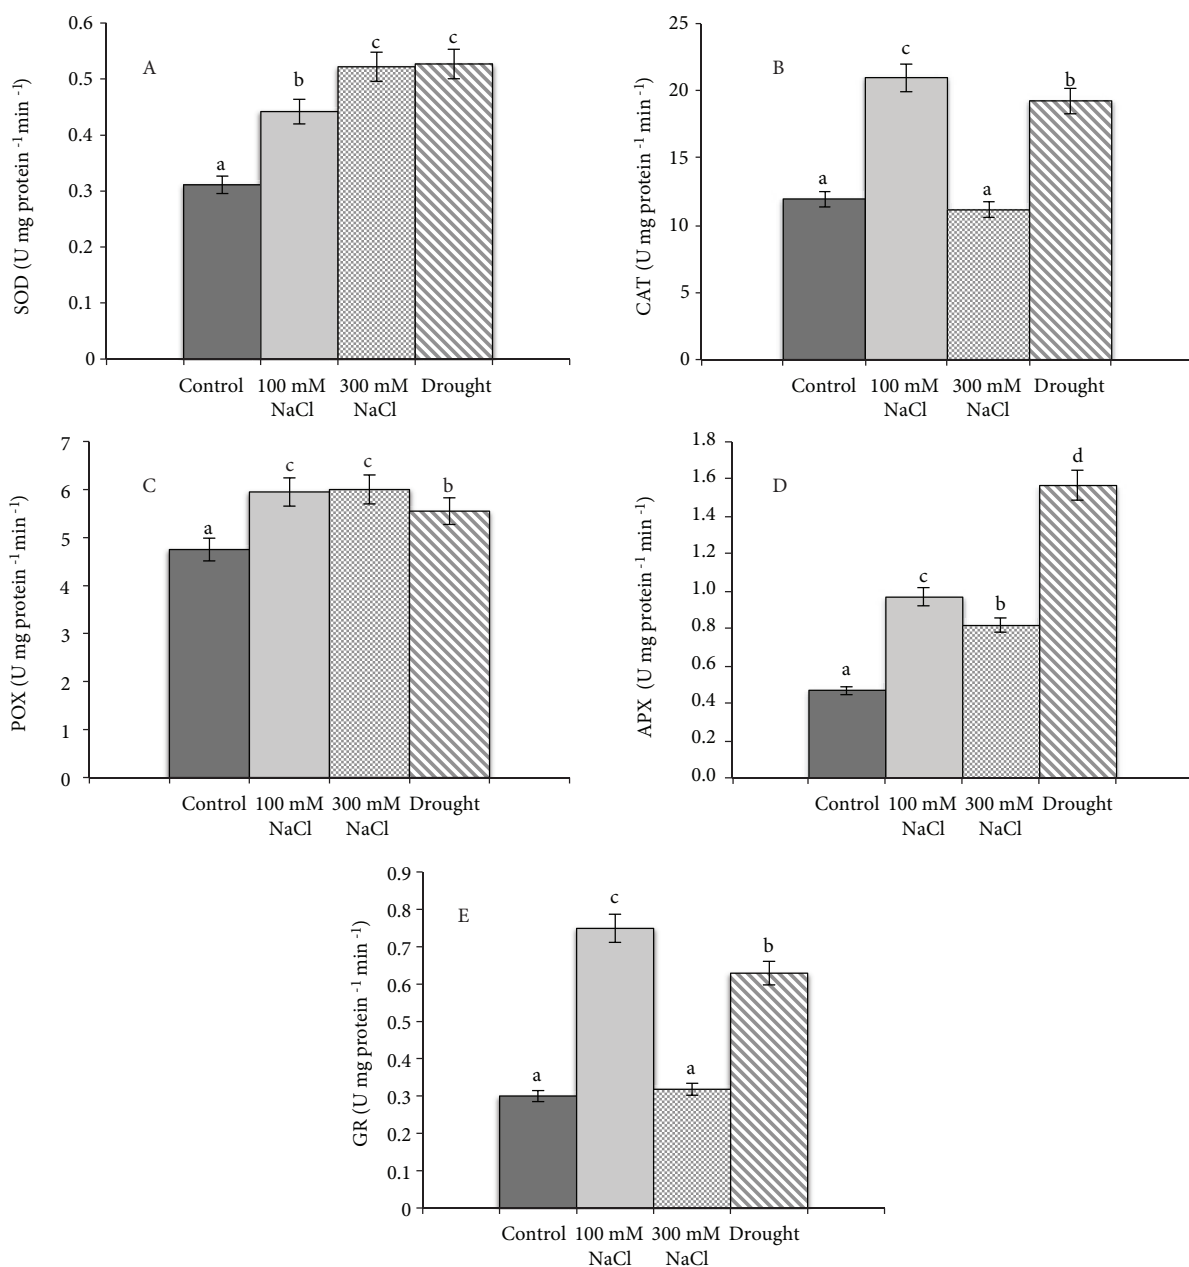 A
SOD (U mg protein -1 min -1)
0.6
0.5
0.4
0.3
0.2
0.1
0
a
b
c
c
Control
100 mM
NaCl
300 mM
NaCl
Drought
B
CAT (U mg protein -1 min -1)
25
20
15
10
5
0
a
c
a
b
Control
100 mM
NaCl
300 mM
NaCl
Drought
C
POX (U mg protein -1 min -1)
7
6
5
4
3
2
1
0
a
c
c
b
Control
100 mM
NaCl
300 mM
NaCl
Drought
D
APX (U mg protein -1 min -1)
1.8
1.6
1.4
1.2
1.0
0.8
0.6
0.4
0.2
0.0
a
c
b
d
Control
100 mM
NaCl
300 mM
NaCl
Drought
E
GR (U mg protein -1 min -1)
0.9
0.8
0.7
0.6
0.5
0.4
0.3
0.2
0.1
0
a
c
a
b
Control
100 mM
NaCl
300 mM
NaCl
Drought